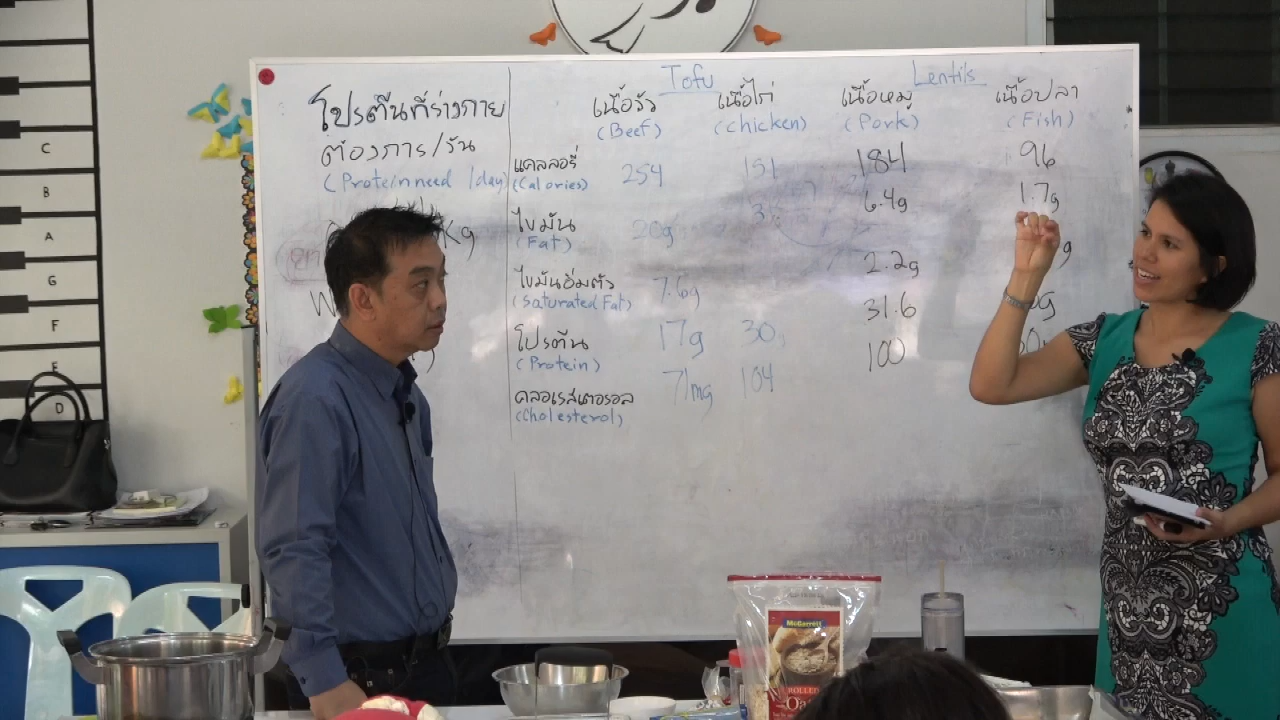 Tofu
Lentils
โปรตีนที่ร่างกาย
ต้องการ/วัน
(Protein need /day)
Kg
เนื้อวัว
(Beef)
เนื้อไก่
(chicken)
เนื้อหมู
(Pork)
เนื้อปลา
(Fish)
แคลลอรี่
(Calories)
254
151
184
96
ไขมัน
(Fat)
20g
6.4g
1.7g
ไขมันอิ่มตัว
(Saturated Fat)
7.6g
2.2g
โปรตีน
(Protein)
17g
30
31.6
คลอเรสเตอรอล
(Cholesterol)
71mg
104
100
C
B
A
G
F
E
D
McGarrett
ROLLED